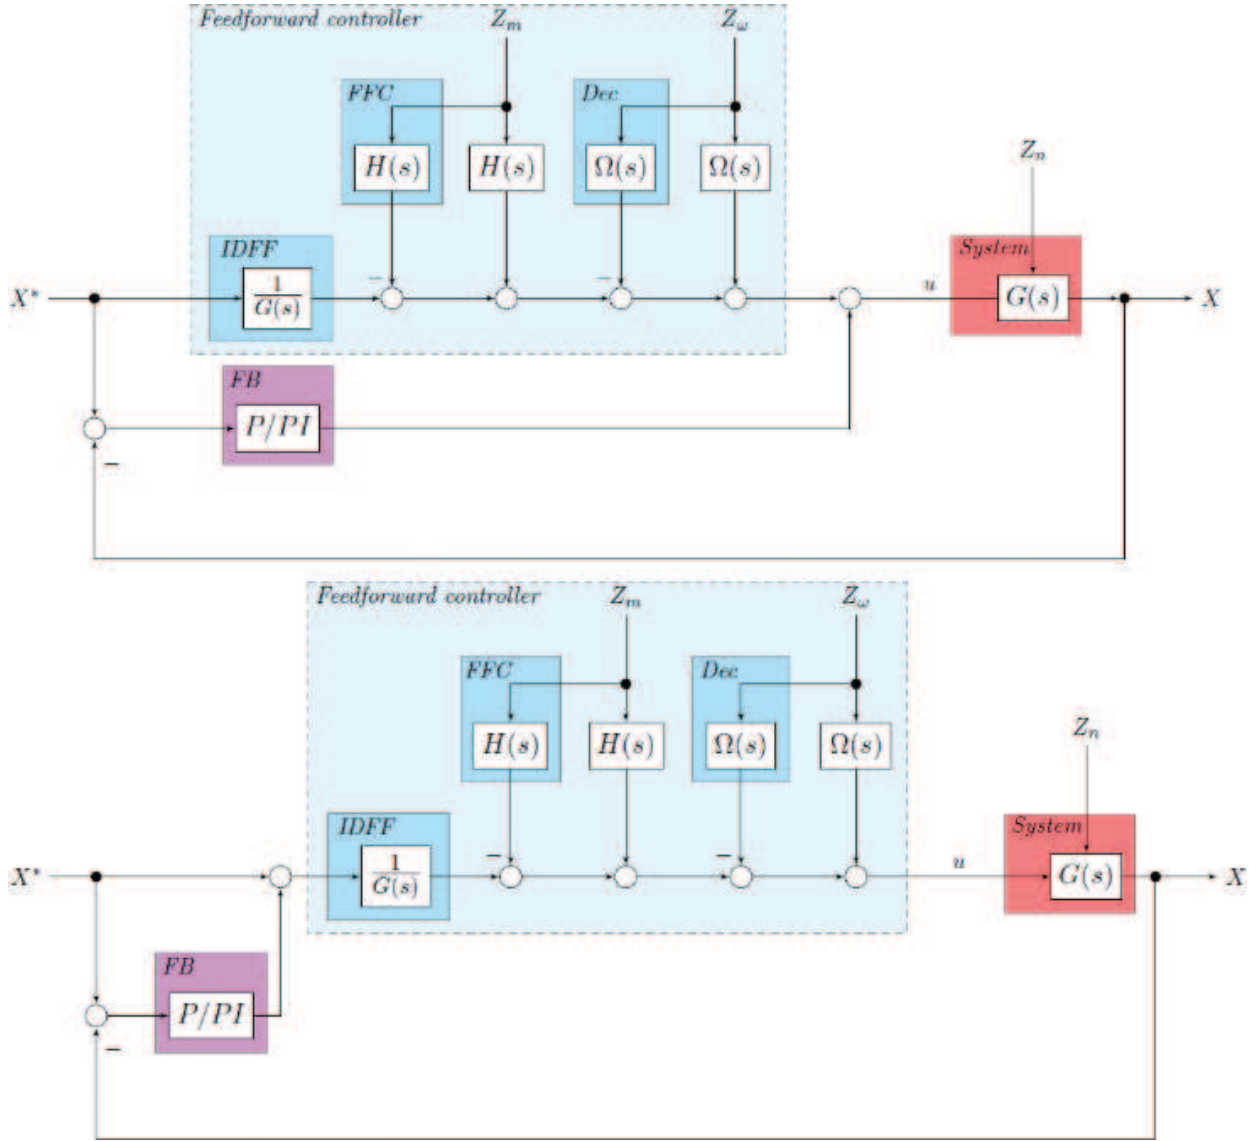 Feedforward controller
Z_m
Z_ω
FFC
Dec
H(s)
H(s)
Ω(s)
Ω(s)
Z_n
IDFF
System
X*
1
G(s)
−
−
u
G(s)
X
FB
P/PI
−
Feedforward controller
Z_m
Z_ω
FFC
Dec
H(s)
H(s)
Ω(s)
Ω(s)
Z_n
IDFF
System
X*
1
G(s)
−
−
u
G(s)
X
FB
P/PI
−